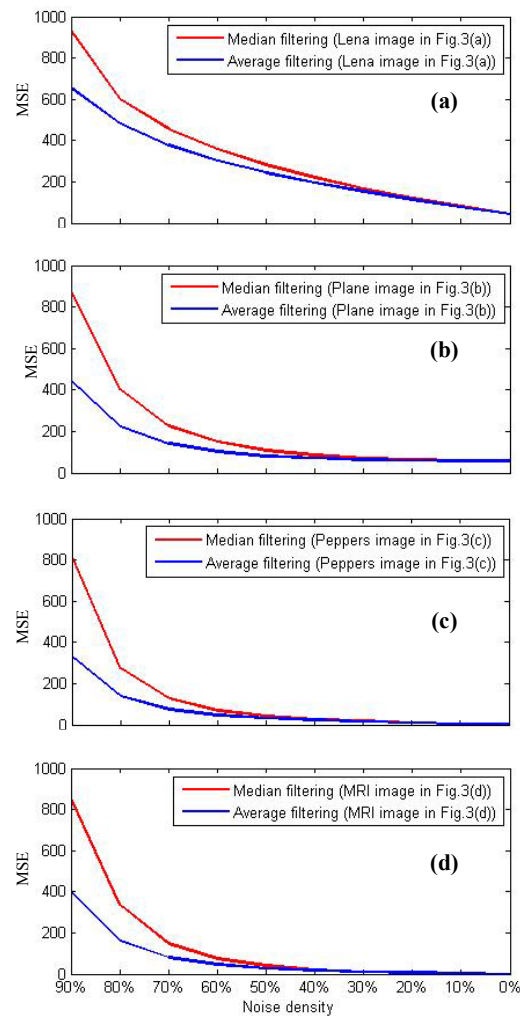 1000
800
600
400
200
0
MSE
Median filtering (Lena image in Fig.3(a))
Average filtering (Lena image in Fig.3(a))
(a)
1000
800
600
400
200
0
MSE
Median filtering (Plane image in Fig.3(b))
Average filtering (Plane image in Fig.3(b))
(b)
1000
800
600
400
200
0
MSE
Median filtering (Peppers image in Fig.3(c))
Average filtering (Peppers image in Fig.3(c))
(c)
1000
800
600
400
200
0
MSE
Median filtering (MRI image in Fig.3(d))
Average filtering (MRI image in Fig.3(d))
(d)
90% 80% 70% 60% 50% 40% 30% 20% 10% 0%
Noise density